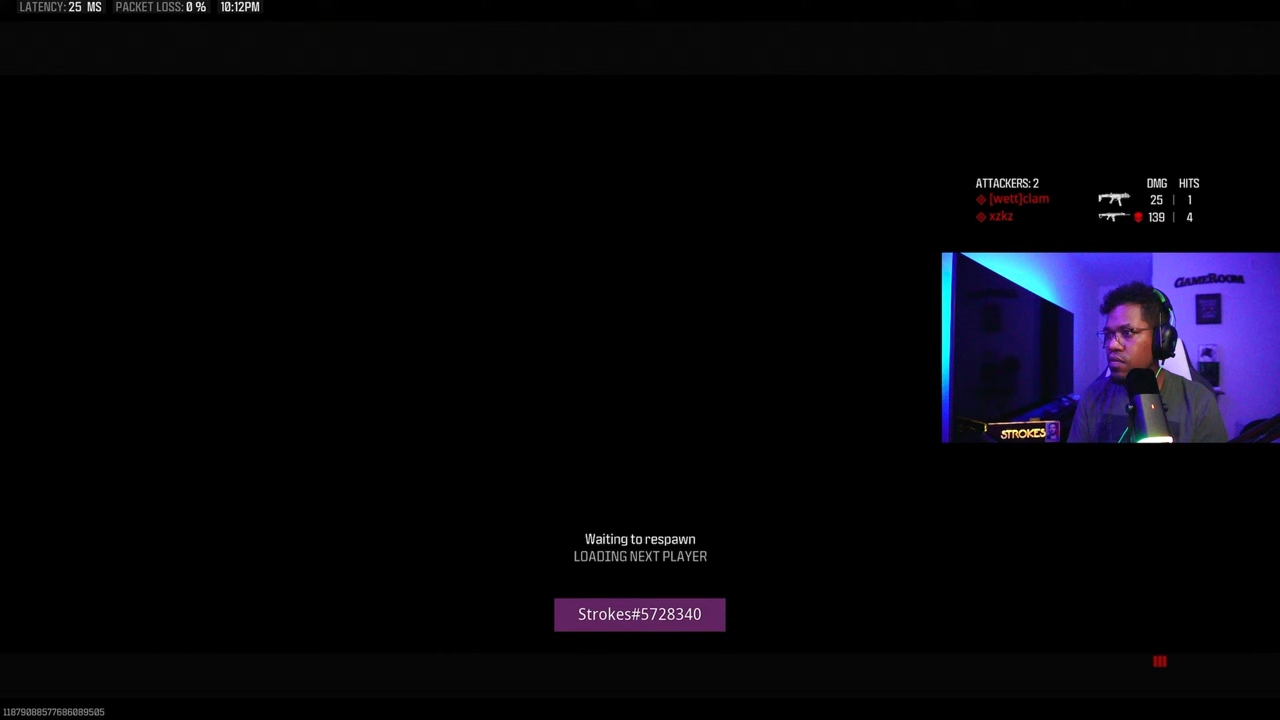 LATENCY: 25 MS PACKET LOSS: 0 % 10:12PM
ATTACKERS: 2 DMG HITS
[wett]clam 25 | 1
xzkz 139 | 4
GAMEROOM
STROKES
Waiting to respawn
LOADING NEXT PLAYER
Strokes#5728340
11879088577686089505